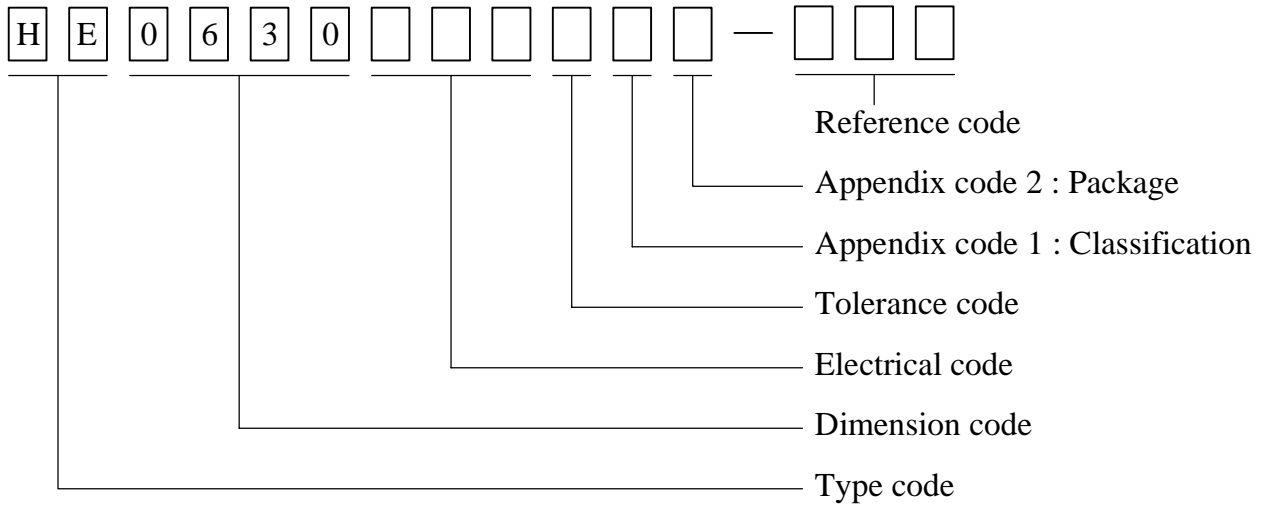 H E 0 6 3 0 —
Reference code
Appendix code 2 : Package
Appendix code 1 : Classification
Tolerance code
Electrical code
Dimension code
Type code